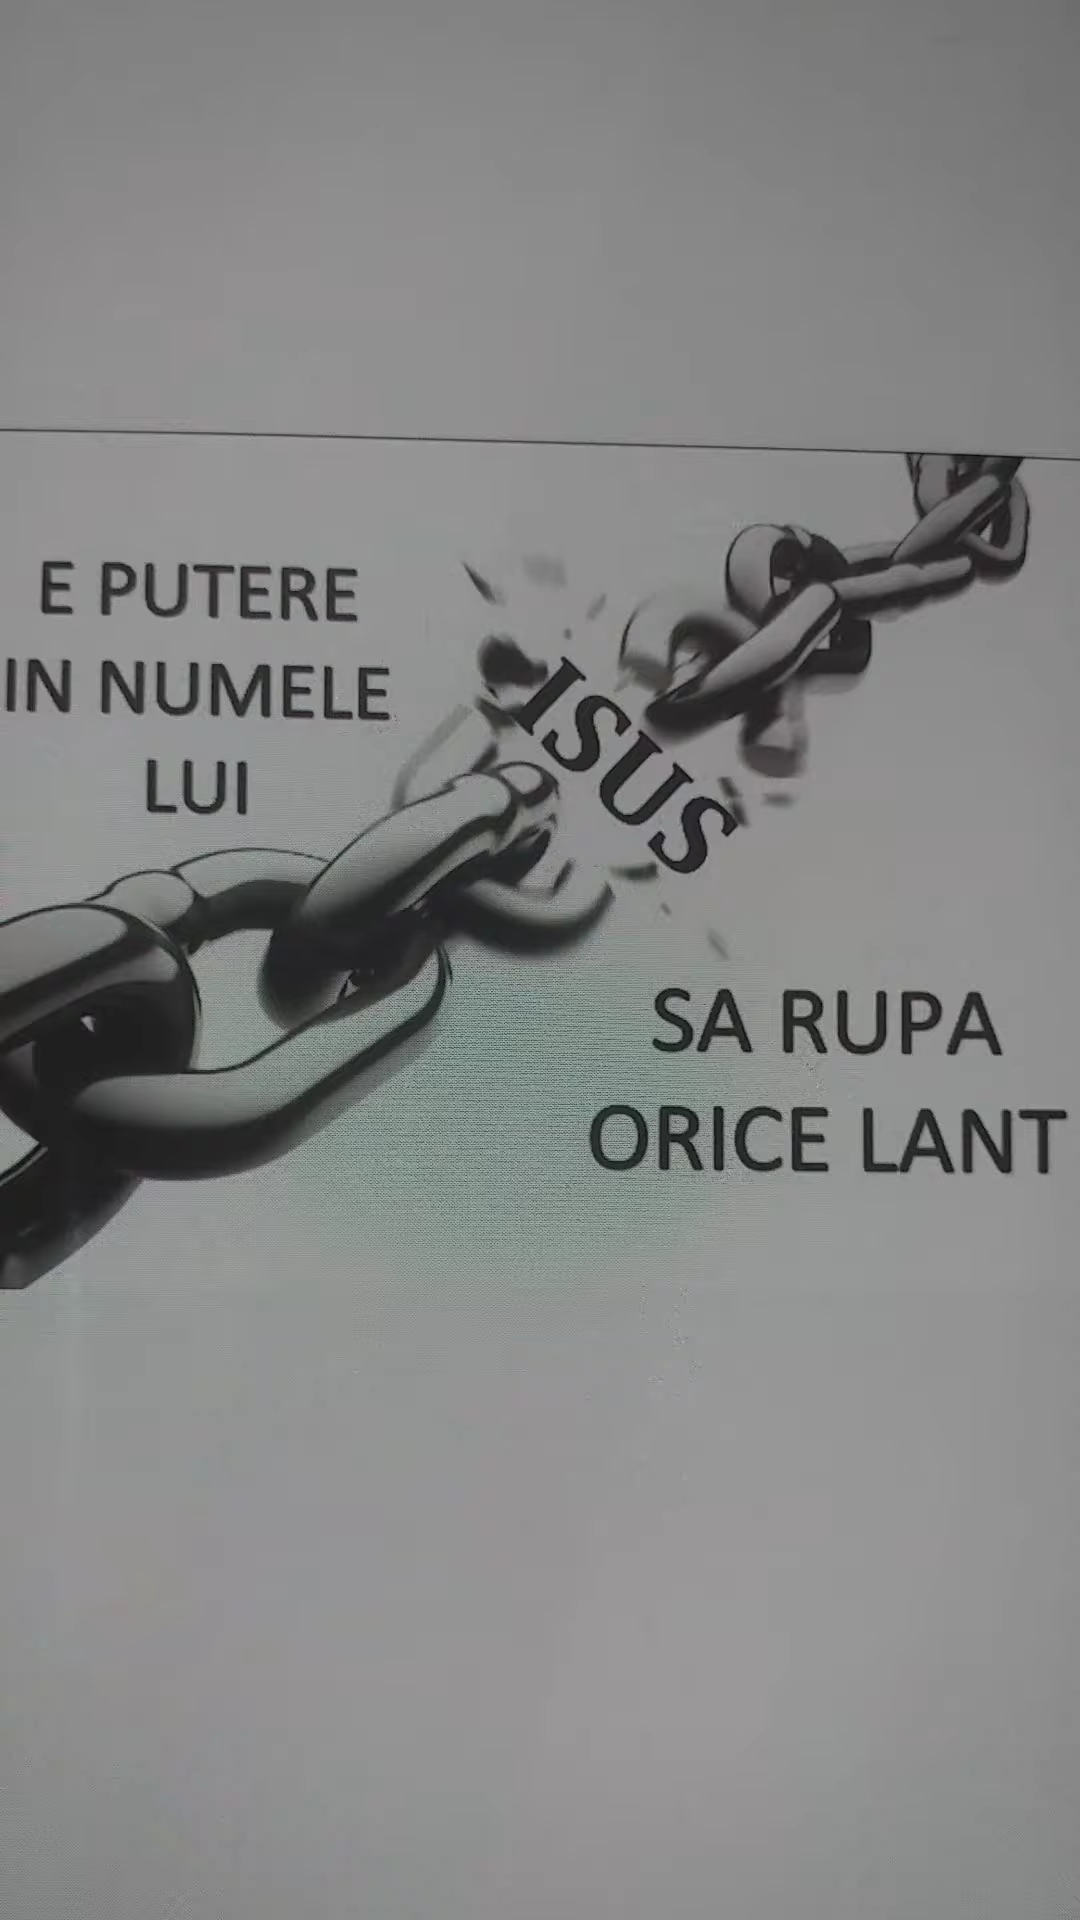 E PUTERE
IN NUMELE
LUI
ISUS
SA RUPA
ORICE LANT